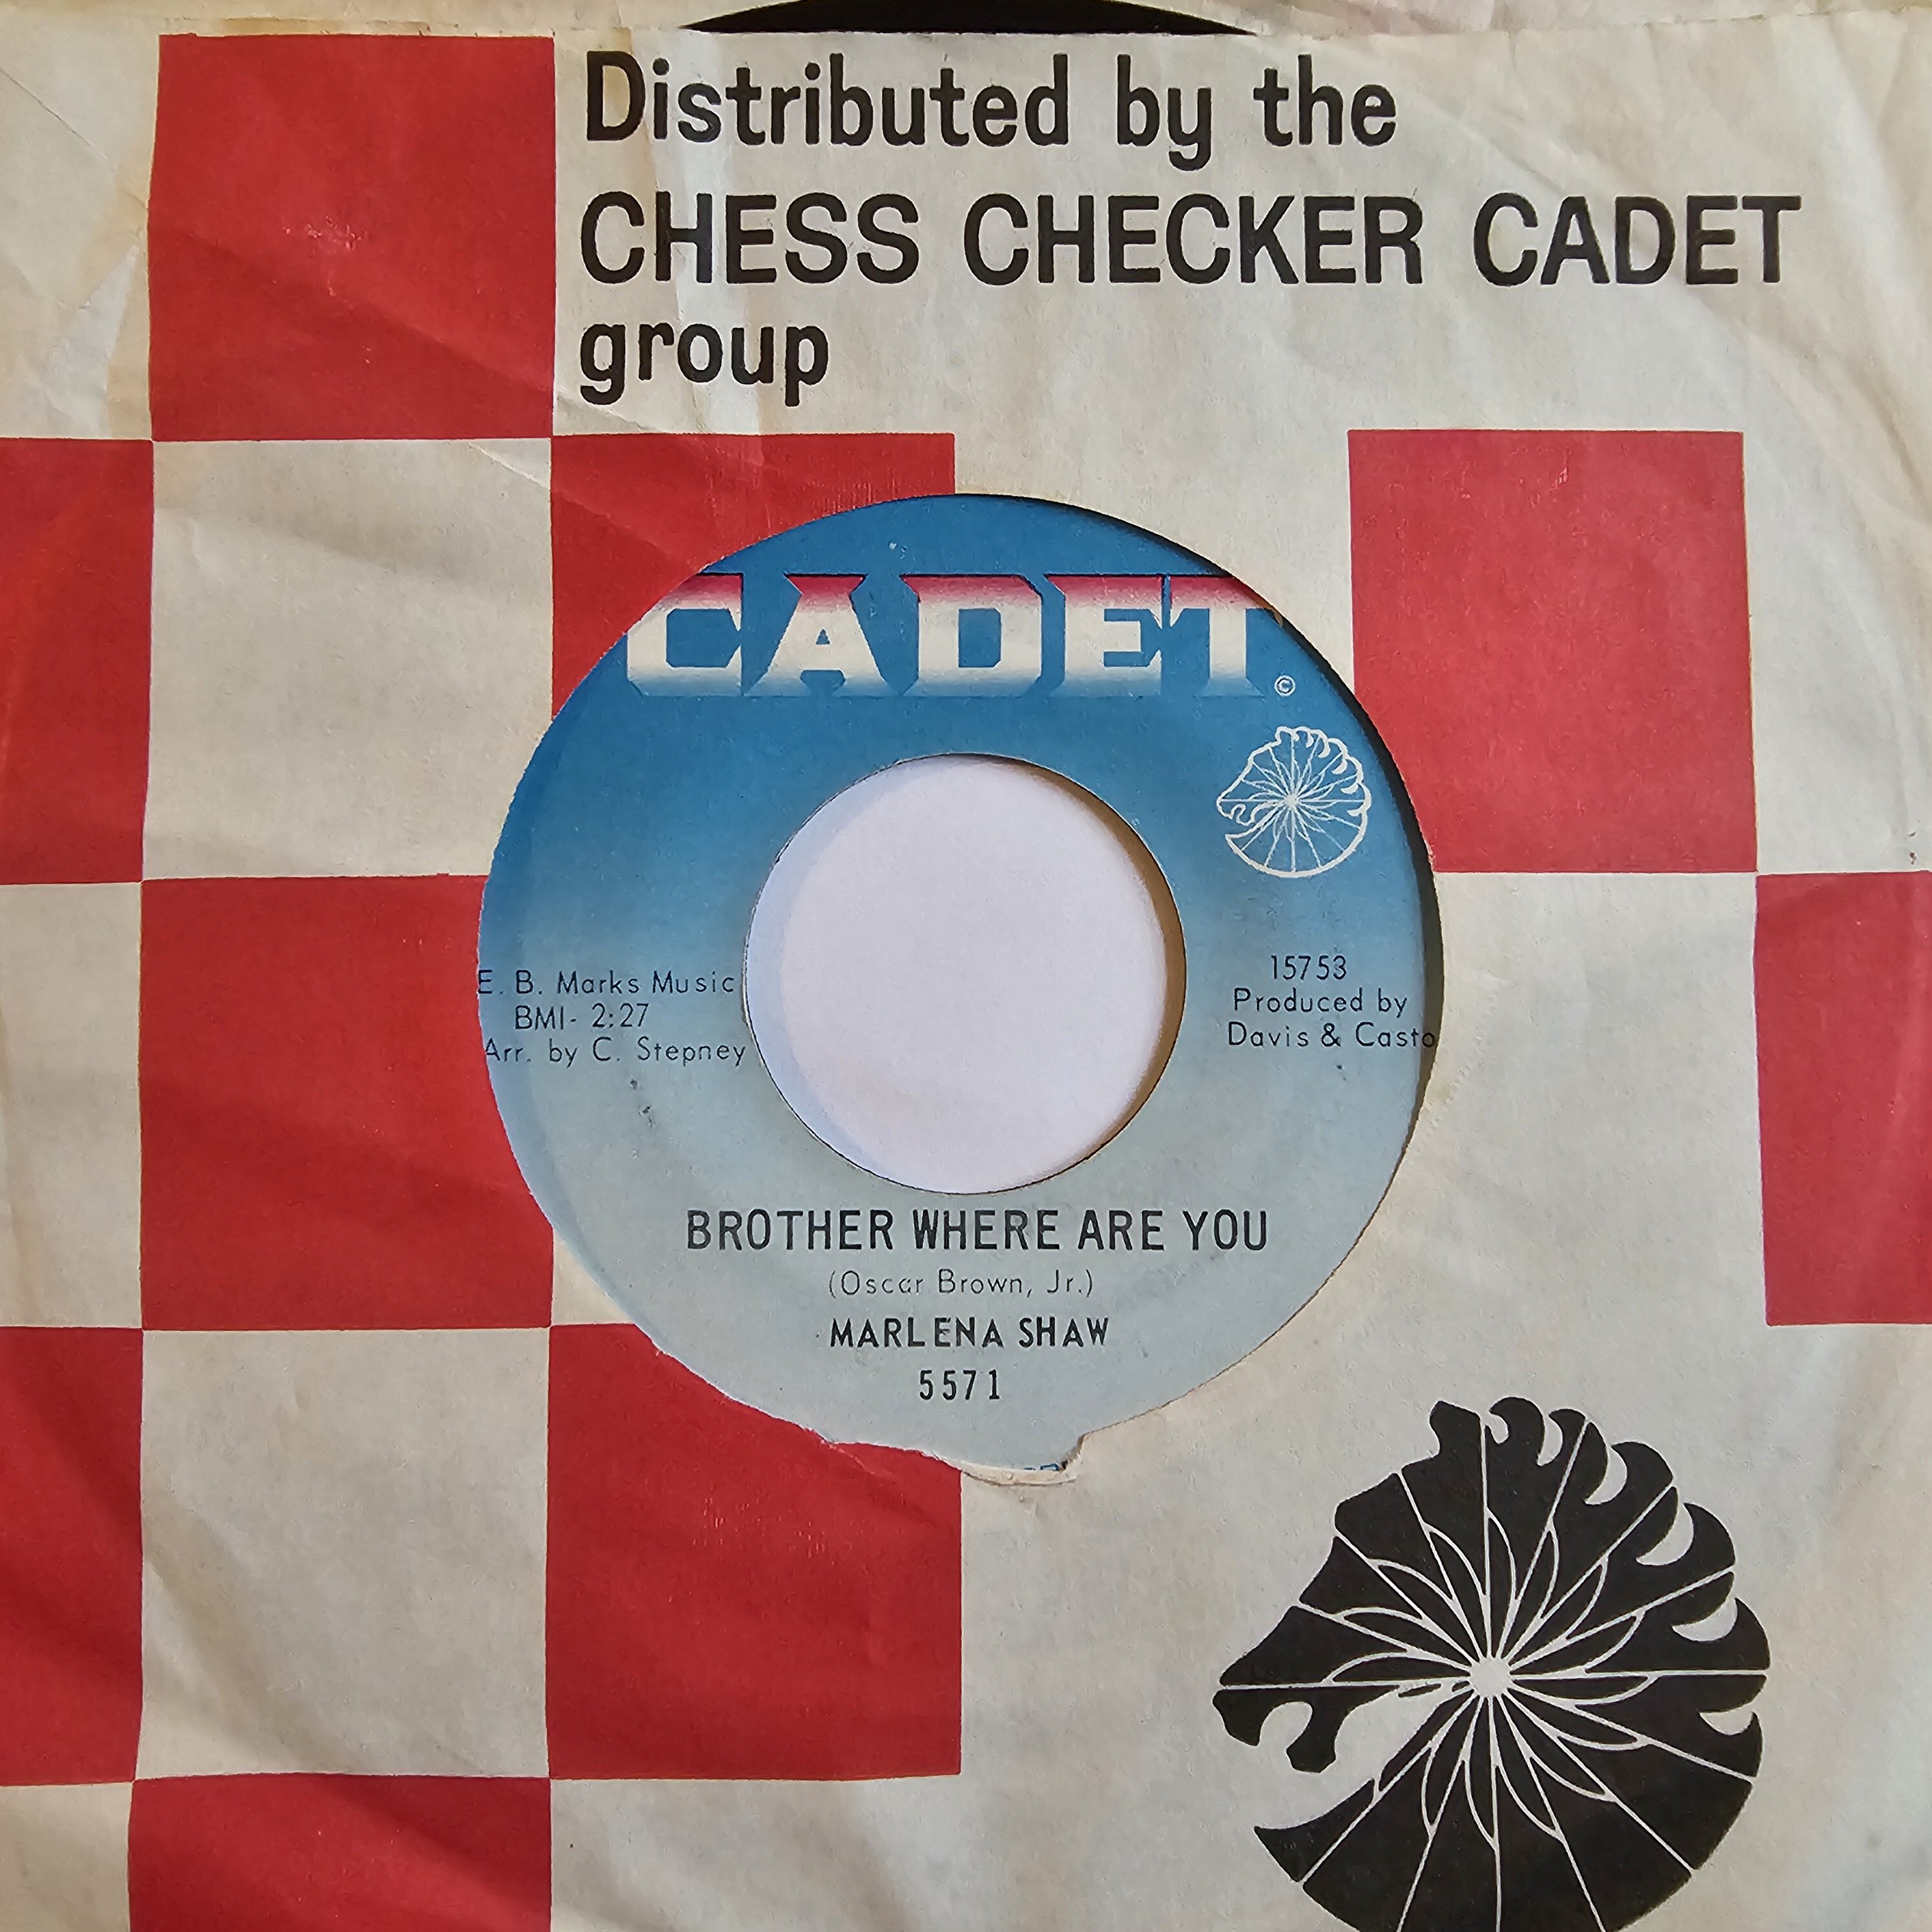 Distributed by the
CHESS CHECKER CADET
group
CADET
©
E. B. Marks Music
BMI- 2:27
Arr. by C. Stepney
15753
Produced by
Davis & Casto
BROTHER WHERE ARE YOU
(Oscar Brown, Jr.)
MARLENA SHAW
5571